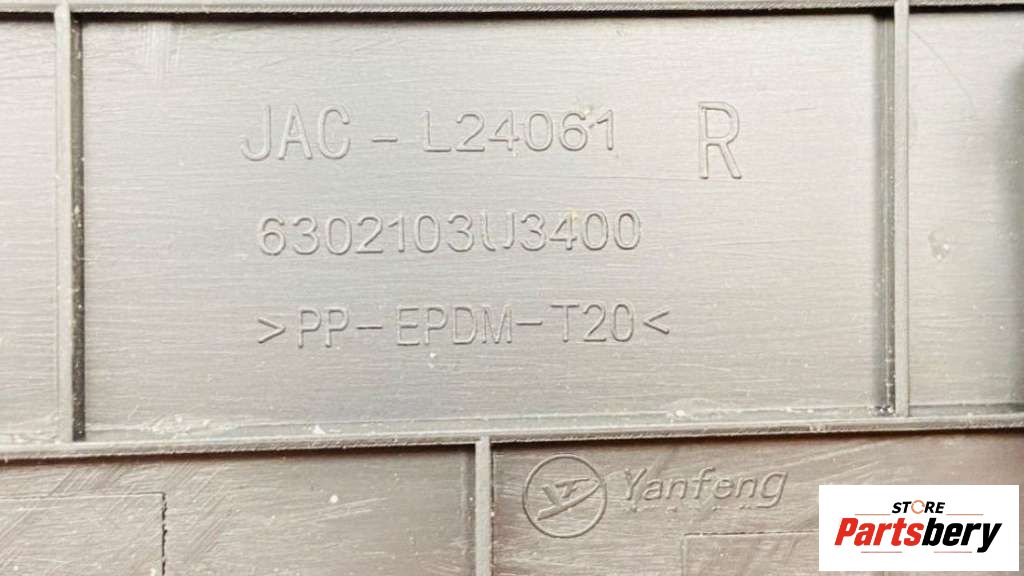 JAC - L24061 R
6302103U3400
>PP-EPDM-T20<
Yanfeng
STORE
Partsbery